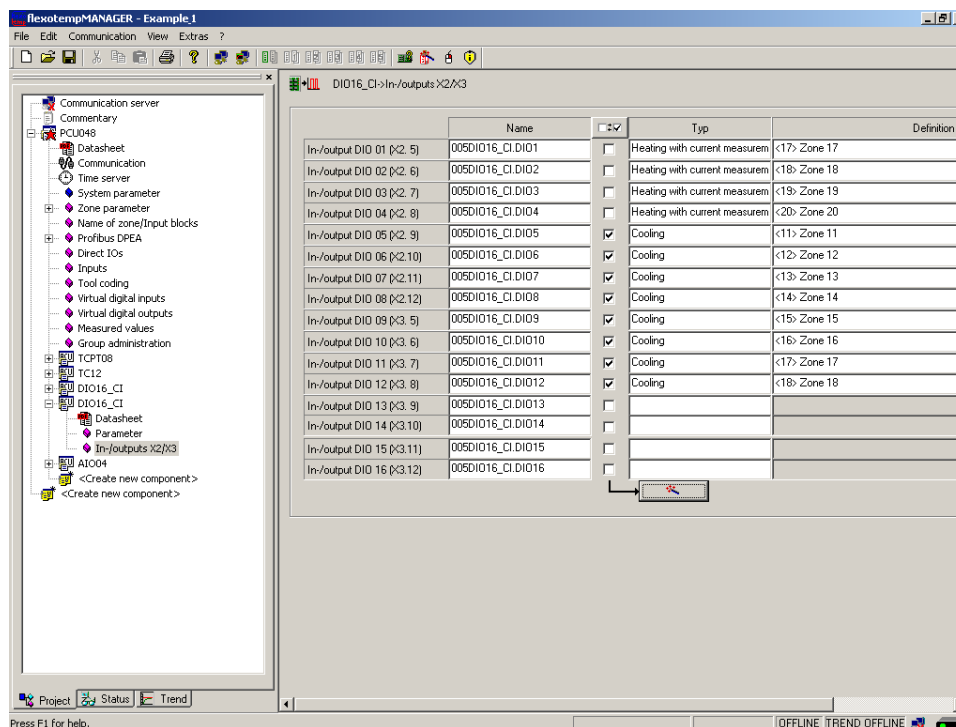 flexotempMANAGER - Example_1
File Edit Communication View Extras ?
DIO16_CI->In-/outputs X2/X3
Communication server
Commentary
PCU048
Datasheet
Communication
Time server
System parameter
Zone parameter
Name of zone/Input blocks
Profibus DPEA
Direct IOs
Inputs
Tool coding
Virtual digital inputs
Virtual digital outputs
Measured values
Group administration
TCPT08
TC12
DIO16_CI
DIO16_CI
Datasheet
Parameter
In-/outputs X2/X3
AIO04
<Create new component>
<Create new component>
Name Typ Definition
In-/output DIO 01 (X2. 5) 005DIO16_CI.DIO1 Heating with current measurem <17> Zone 17
In-/output DIO 02 (X2. 6) 005DIO16_CI.DIO2 Heating with current measurem <18> Zone 18
In-/output DIO 03 (X2. 7) 005DIO16_CI.DIO3 Heating with current measurem <19> Zone 19
In-/output DIO 04 (X2. 8) 005DIO16_CI.DIO4 Heating with current measurem <20> Zone 20
In-/output DIO 05 (X2. 9) 005DIO16_CI.DIO5 Cooling <11> Zone 11
In-/output DIO 06 (X2.10) 005DIO16_CI.DIO6 Cooling <12> Zone 12
In-/output DIO 07 (X2.11) 005DIO16_CI.DIO7 Cooling <13> Zone 13
In-/output DIO 08 (X2.12) 005DIO16_CI.DIO8 Cooling <14> Zone 14
In-/output DIO 09 (X3. 5) 005DIO16_CI.DIO9 Cooling <15> Zone 15
In-/output DIO 10 (X3. 6) 005DIO16_CI.DIO10 Cooling <16> Zone 16
In-/output DIO 11 (X3. 7) 005DIO16_CI.DIO11 Cooling <17> Zone 17
In-/output DIO 12 (X3. 8) 005DIO16_CI.DIO12 Cooling <18> Zone 18
In-/output DIO 13 (X3. 9) 005DIO16_CI.DIO13
In-/output DIO 14 (X3.10) 005DIO16_CI.DIO14
In-/output DIO 15 (X3.11) 005DIO16_CI.DIO15
In-/output DIO 16 (X3.12) 005DIO16_CI.DIO16
Project Status Trend
Press F1 for help.
OFFLINE TREND OFFLINE